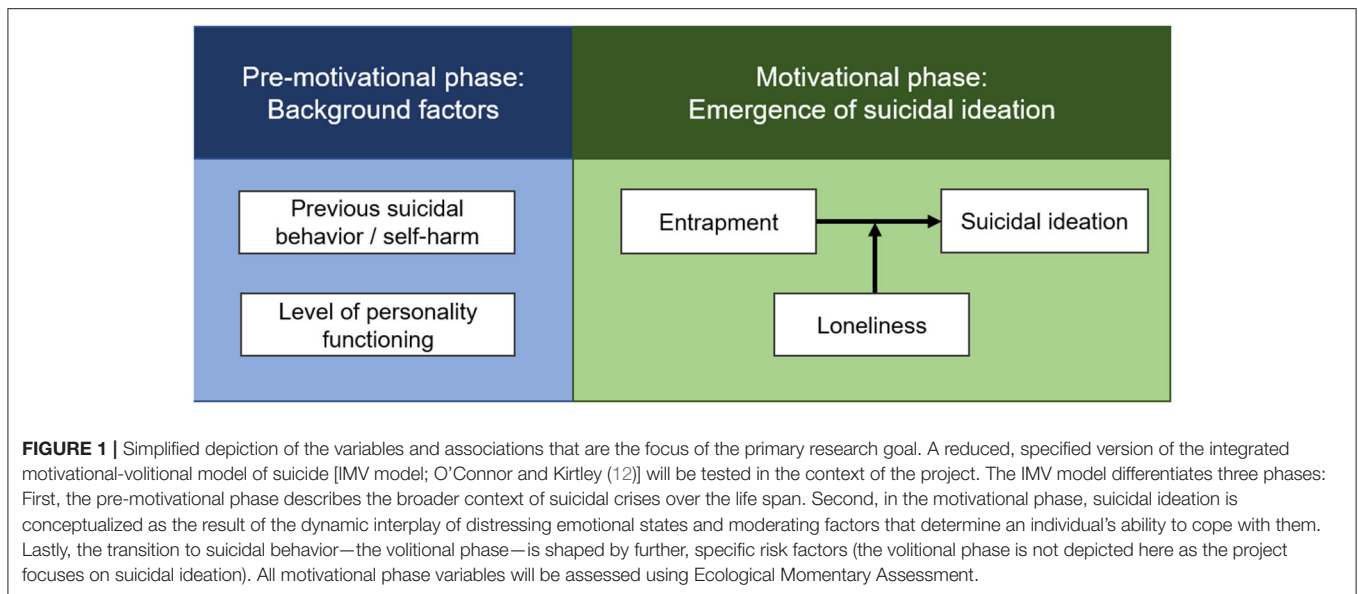 Pre-motivational phase:
Background factors
Motivational phase:
Emergence of suicidal ideation
Previous suicidal
behavior / self-harm
Level of personality
functioning
Entrapment
Suicidal ideation
Loneliness
FIGURE 1 | Simplified depiction of the variables and associations that are the focus of the primary research goal. A reduced, specified version of the integrated
motivational-volitional model of suicide [IMV model; O’Connor and Kirtley (12)] will be tested in the context of the project. The IMV model differentiates three phases:
First, the pre-motivational phase describes the broader context of suicidal crises over the life span. Second, in the motivational phase, suicidal ideation is
conceptualized as the result of the dynamic interplay of distressing emotional states and moderating factors that determine an individual’s ability to cope with them.
Lastly, the transition to suicidal behavior—the volitional phase—is shaped by further, specific risk factors (the volitional phase is not depicted here as the project
focuses on suicidal ideation). All motivational phase variables will be assessed using Ecological Momentary Assessment.